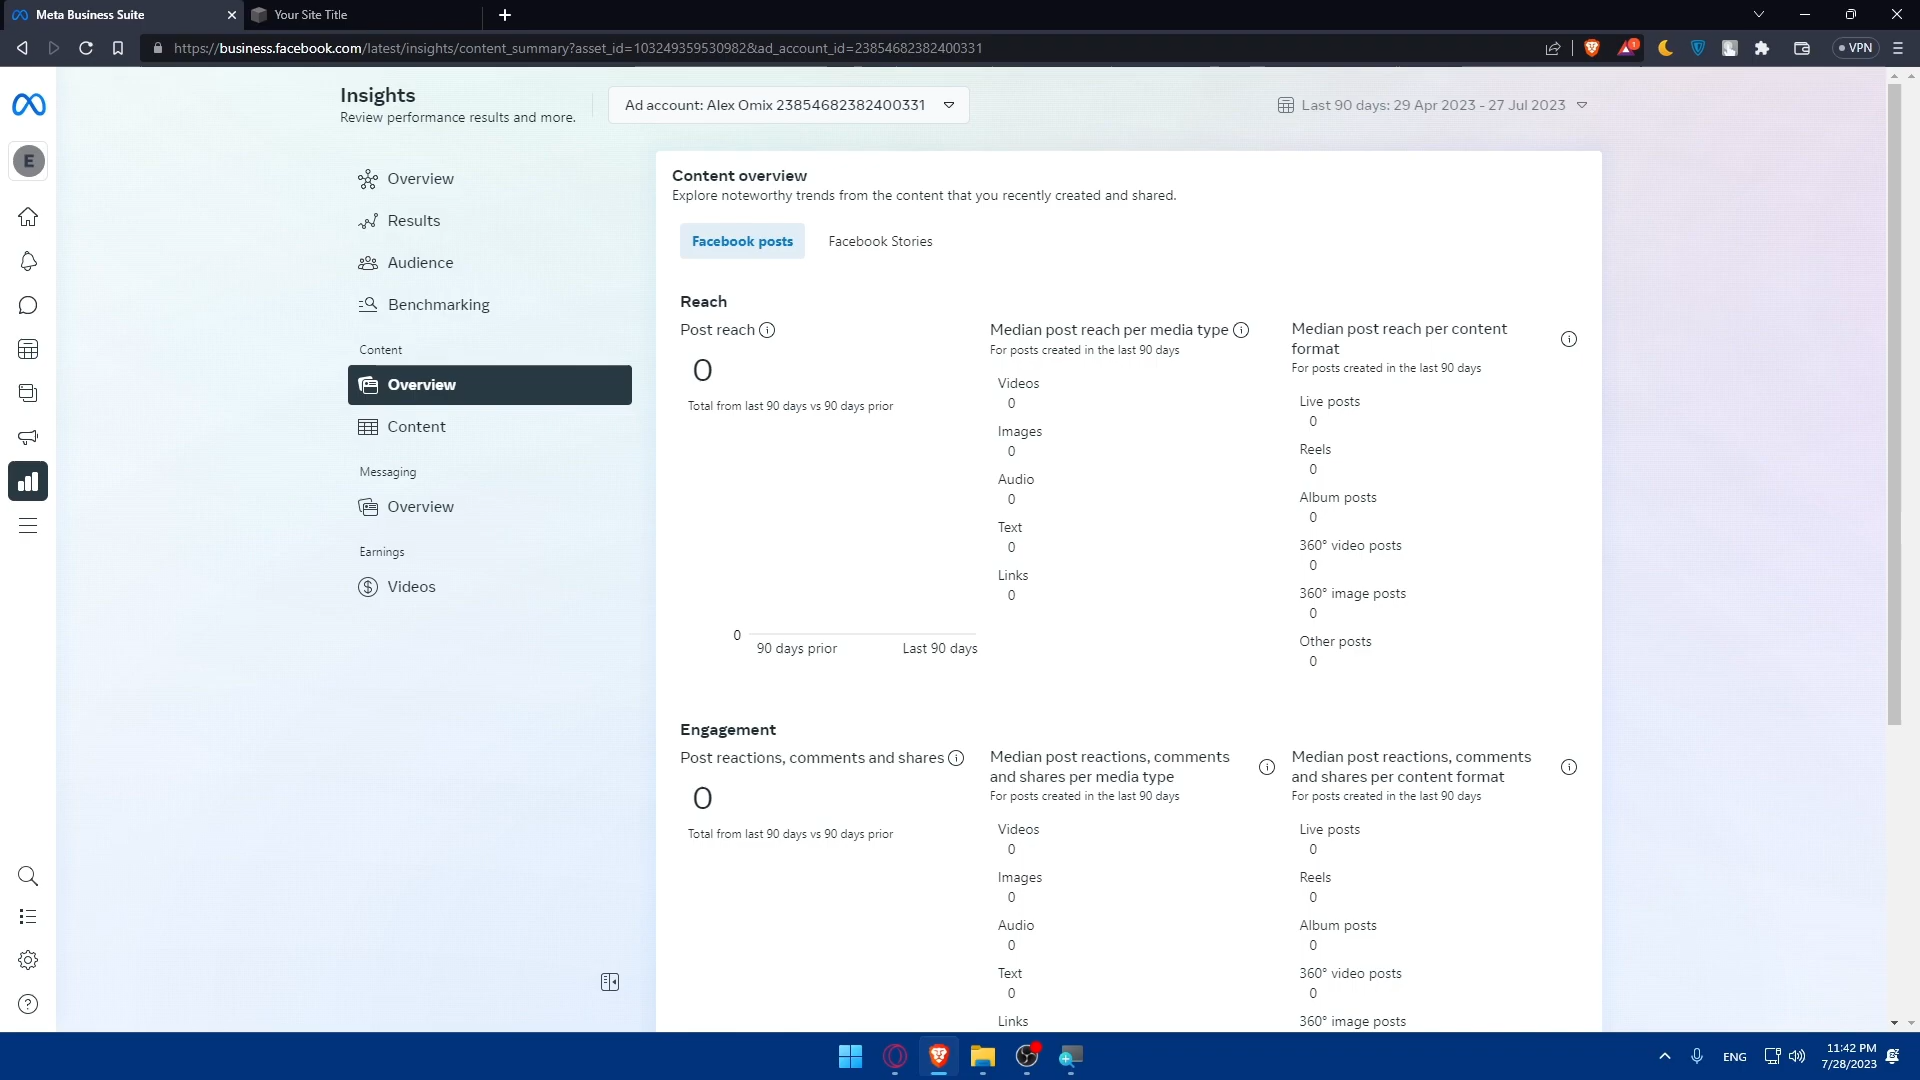 Meta Business Suite
Your Site Title
https://business.facebook.com/latest/insights/content_summary?asset_id=103249359530982&ad_account_id=23854682382400331
1
VPN
Insights
Review performance results and more.
Ad account: Alex Omix 23854682382400331
Last 90 days: 29 Apr 2023 - 27 Jul 2023
E
Overview
Results
Audience
Benchmarking
Content
Overview
Content
Messaging
Overview
Earnings
Videos
Content overview
Explore noteworthy trends from the content that you recently created and shared.
Facebook posts
Facebook Stories
Reach
Post reach
0
Total from last 90 days vs 90 days prior
0
90 days prior
Last 90 days
Median post reach per media type
For posts created in the last 90 days
Videos
0
Images
0
Audio
0
Text
0
Links
0
Median post reach per content
format
For posts created in the last 90 days
Live posts
0
Reels
0
Album posts
0
360° video posts
0
360° image posts
0
Other posts
0
Engagement
Post reactions, comments and shares
0
Total from last 90 days vs 90 days prior
Median post reactions, comments
and shares per media type
For posts created in the last 90 days
Videos
0
Images
0
Audio
0
Text
0
Links
Median post reactions, comments
and shares per content format
For posts created in the last 90 days
Live posts
0
Reels
0
Album posts
0
360° video posts
0
360° image posts
ENG
11:42 PM
7/28/2023